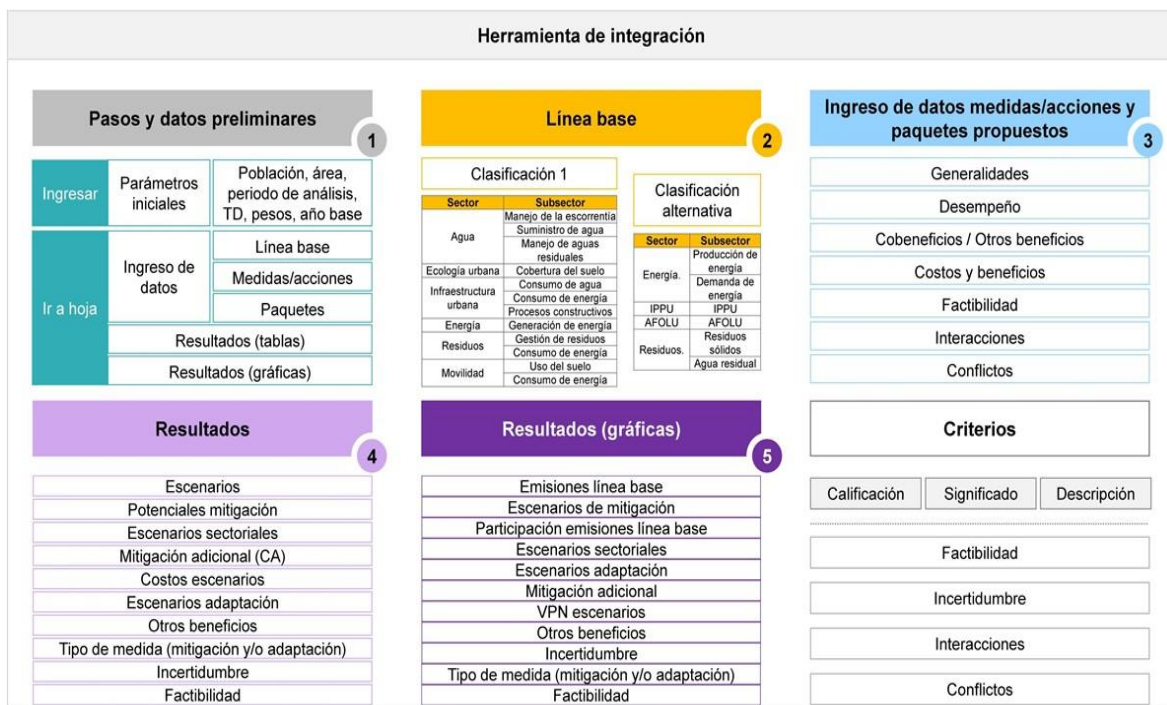 Herramienta de integración
Pasos y datos preliminares
1
Ingresar
Parámetros
iniciales
Población, área,
periodo de análisis,
TD, pesos, año base
Ir a hoja
Ingreso de
datos
Línea base
Medidas/acciones
Paquetes
Resultados (tablas)
Resultados (gráficas)
Línea base
2
Clasificación 1
Sector Subsector
Agua
Manejo de la escorrentía
Suministro de agua
Manejo de aguas
residuales
Ecología urbana Cobertura del suelo
Infraestructura
urbana
Consumo de agua
Consumo de energía
Procesos constructivos
Energía Generación de energía
Residuos
Gestión de residuos
Consumo de energía
Movilidad
Uso del suelo
Consumo de energía
Clasificación
alternativa
Sector Subsector
Energía.
Producción de
energía
Demanda de
energía
IPPU IPPU
AFOLU AFOLU
Residuos.
Residuos
sólidos
Agua residual
Ingreso de datos medidas/acciones y
paquetes propuestos
3
Generalidades
Desempeño
Cobeneficios / Otros beneficios
Costos y beneficios
Factibilidad
Interacciones
Conflictos
Resultados
4
Escenarios
Potenciales mitigación
Escenarios sectoriales
Mitigación adicional (CA)
Costos escenarios
Escenarios adaptación
Otros beneficios
Tipo de medida (mitigación y/o adaptación)
Incertidumbre
Factibilidad
Resultados (gráficas)
5
Emisiones línea base
Escenarios de mitigación
Participación emisiones línea base
Escenarios sectoriales
Escenarios adaptación
Mitigación adicional
VPN escenarios
Otros beneficios
Incertidumbre
Tipo de medida (mitigación y/o adaptación)
Factibilidad
Criterios
Calificación Significado Descripción
Factibilidad
Incertidumbre
Interacciones
Conflictos